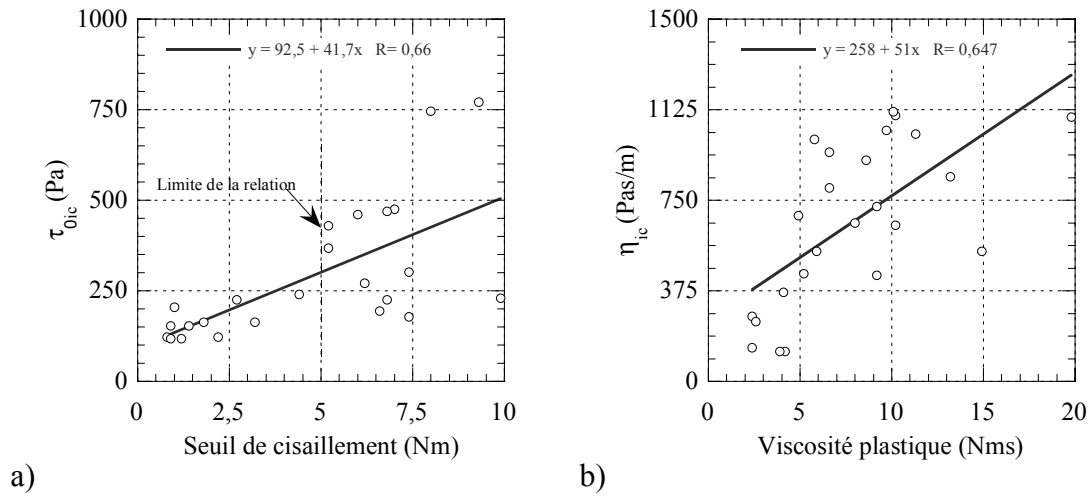 y = 92,5 + 41,7x R= 0,66
1000
750
500
250
0
τ0ic (Pa)
Limite de la relation
0 2,5 5 7,5 10
Seuil de cisaillement (Nm)
a)
y = 258 + 51x R= 0,647
1500
1125
750
375
0
ηic (Pas/m)
0 5 10 15 20
Viscosité plastique (Nms)
b)